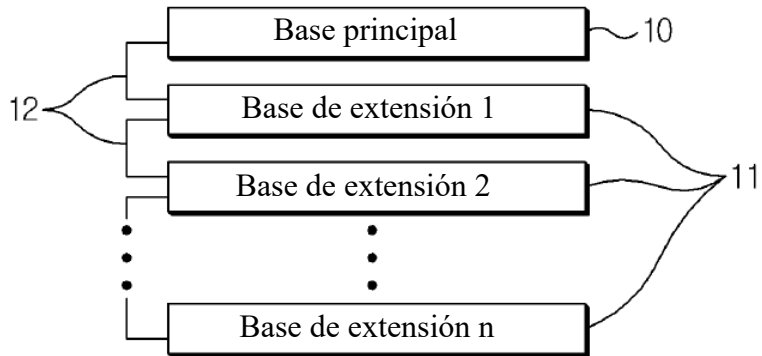 Base principal
10
12
Base de extensión 1
Base de extensión 2
11
Base de extensión n